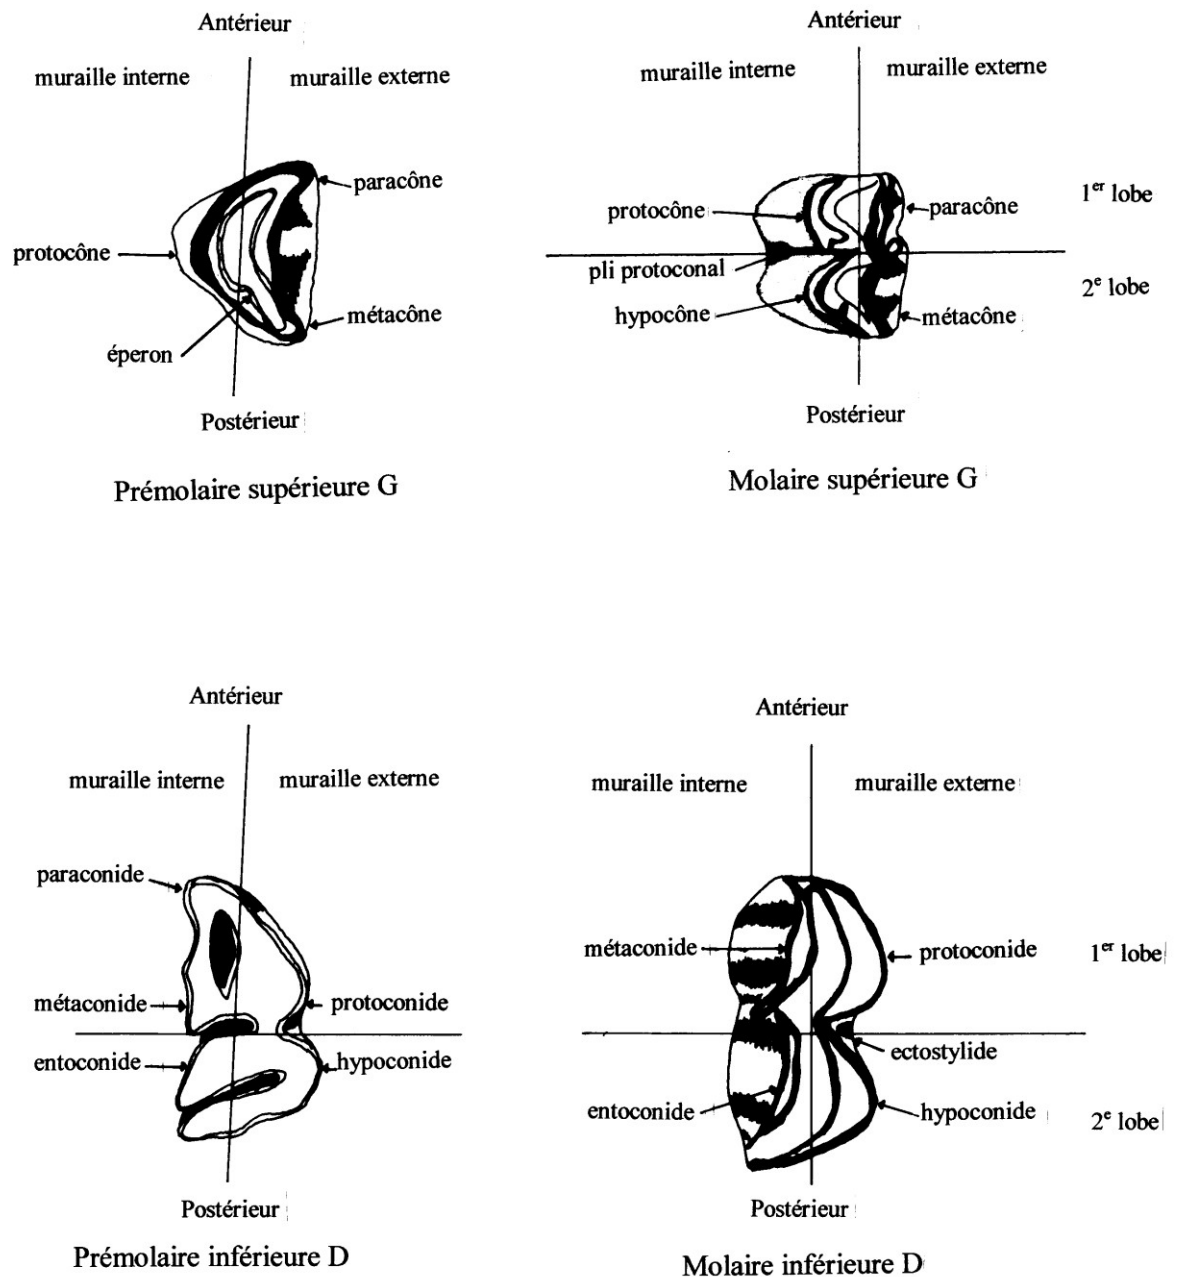 Antérieur
muraille interne
muraille externe
paracône
protocône
métacône
éperon
Postérieur
Prémolaire supérieure G
Antérieur
muraille interne
muraille externe
protocône
paracône
1er lobe
pli protoconal
hypocône
métacône
2e lobe
Postérieur
Molaire supérieure G
Antérieur
muraille interne
muraille externe
paraconide
métaconide
protoconide
entoconide
hypoconide
Postérieur
Prémolaire inférieure D
Antérieur
muraille interne
muraille externe
métaconide
protoconide
1er lobe
ectostylide
entoconide
hypoconide
2e lobe
Postérieur
Molaire inférieure D